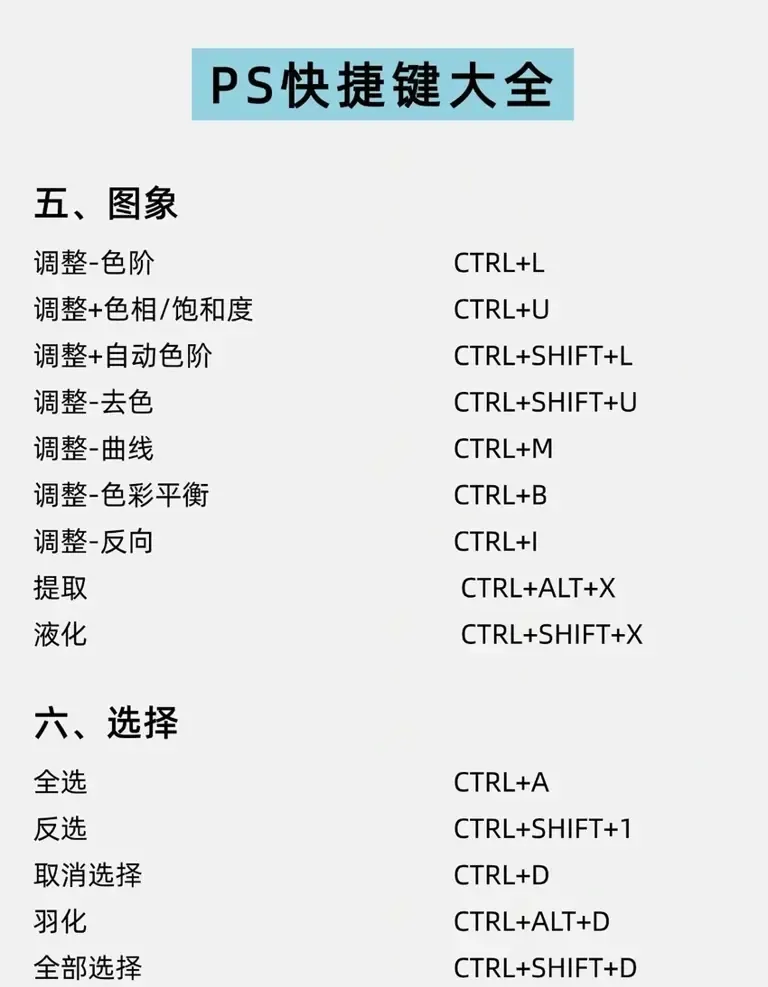 PS快捷键大全
五、图象
调整-色阶 CTRL+L
调整+色相/饱和度 CTRL+U
调整+自动色阶 CTRL+SHIFT+L
调整-去色 CTRL+SHIFT+U
调整-曲线 CTRL+M
调整-色彩平衡 CTRL+B
调整-反向 CTRL+I
提取 CTRL+ALT+X
液化 CTRL+SHIFT+X
六、选择
全选 CTRL+A
反选 CTRL+SHIFT+1
取消选择 CTRL+D
羽化 CTRL+ALT+D
全部选择 CTRL+SHIFT+D